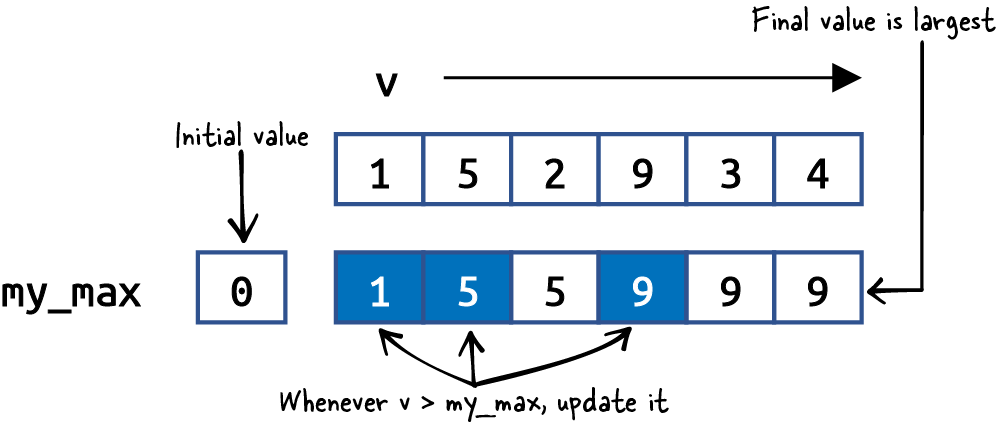 Final value is largest
v
Initial value
1 5 2 9 3 4
my_max 0 1 5 5 9 9 9
Whenever v > my_max, update it